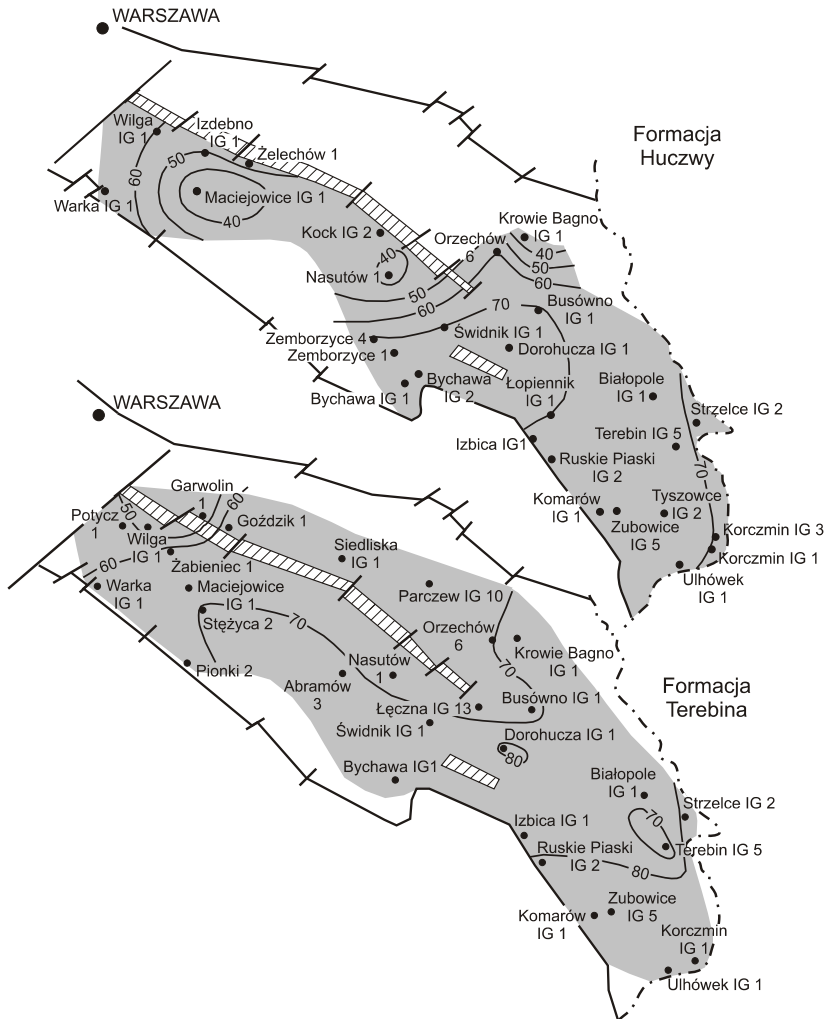 WARSZAWA
Formacja
Huczwy
Wilga
IG 1
Izdebno
IG 1
Żelechów 1
50
60
Maciejowice IG 1
40
Warka IG 1
Krowie Bagno
IG 1
Kock IG 2
Orzechów
6
40
50
60
40
Nasutów 1
50
60
70
Busówno
IG 1
Zemborzyce 4
Świdnik IG 1
Zemborzyce 1
Dorohucza IG 1
Bychawa
IG 2
Bychawa IG 1
Łopiennik
IG 1
Białopole
IG 1
Strzelce IG 2
Izbica IG1
Terebin IG 5
Ruskie Piaski
IG 2
70
Komarów
IG 1
Zubowice
IG 5
Tyszowce
IG 2
Korczmin IG 3
Korczmin IG 1
Ulhówek
IG 1
WARSZAWA
Garwolin
1
50
60
Potycz
1
Wilga
IG 1
Goździk 1
Siedliska
IG 1
60
Żabieniec 1
Warka
IG 1
Maciejowice
IG 1
Parczew IG 10
Stężyca 2
70
Orzechów
6
Krowie Bagno
IG 1
Pionki 2
Nasutów
1
70
Abramów
3
Formacja
Terebina
Łęczna IG 13
Busówno IG 1
Świdnik IG 1
Dorohucza IG 1
80
Bychawa IG1
Białopole
IG 1
Strzelce IG 2
70
Izbica IG 1
Terebin IG 5
Ruskie Piaski
IG 2
80
Zubowice
IG 5
Komarów
IG 1
Korczmin
IG 1
Ulhówek IG 1